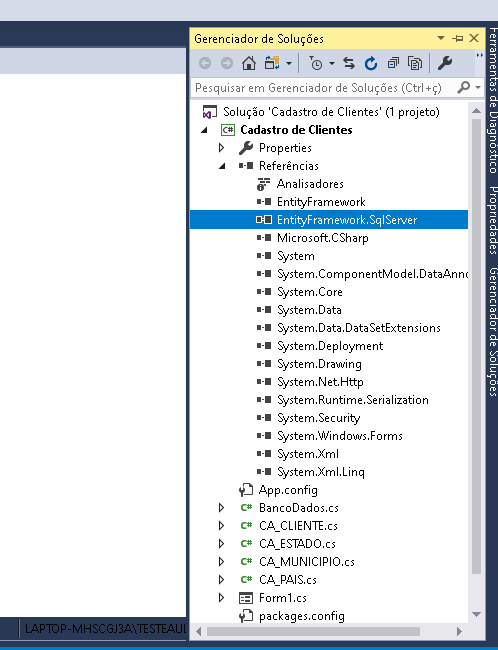 Gerenciador de Soluções
Pesquisar em Gerenciador de Soluções (Ctrl+ç)
Solução 'Cadastro de Clientes' (1 projeto)
C# Cadastro de Clientes
Properties
Referências
Analisadores
EntityFramework
EntityFramework.SqlServer
Microsoft.CSharp
System
System.ComponentModel.DataAnno
System.Core
System.Data
System.Data.DataSetExtensions
System.Deployment
System.Drawing
System.Net.Http
System.Runtime.Serialization
System.Security
System.Windows.Forms
System.Xml
System.Xml.Linq
App.config
C# BancoDados.cs
C# CA_CLIENTE.cs
C# CA_ESTADO.cs
C# CA_MUNICIPIO.cs
C# CA_PAIS.cs
Form1.cs
packages.config
LAPTOP-MHSCGJ3A\TESTEAUL
Ferramentas de Diagnóstico
Propriedades
Gerenciador de Soluções